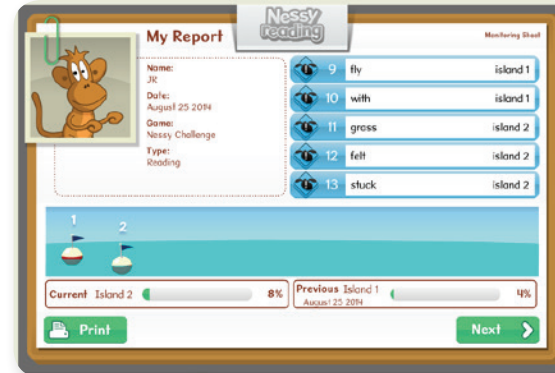 Nessy
reading
My Report
Monitoring Sheet
Name:
JR
Date:
August 25 2014
Game:
Nessy Challenge
Type:
Reading
9 fly island 1
10 with island 1
11 grass island 2
12 felt island 2
13 stuck island 2
1
2
Current Island 2 8%
Previous Island 1 4%
August 25 2014
Print
Next